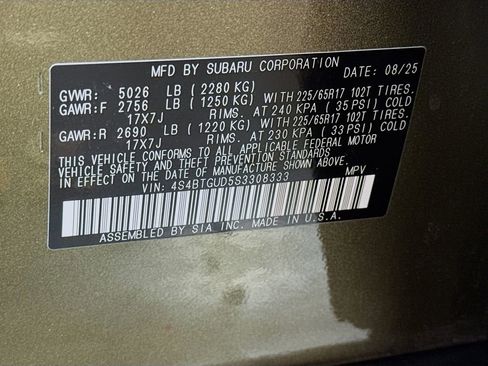 MFD BY SUBARU CORPORATION DATE: 08/25
GVWR: 5026 LB (2280 KG)
GAWR:F 2756 LB (1250 KG) WITH 225/65R17 102T TIRES
17X7J RIMS. AT 240 KPA (35 PSI) COLD
GAWR:R 2690 LB (1220 KG) WITH 225/65R17 102T TIRES
17X7J RIMS. AT 230 KPA (33 PSI) COLD
THIS VEHICLE CONFORMS TO ALL APPLICABLE FEDERAL MOTOR
VEHICLE SAFETY, BUMPER, AND THEFT PREVENTION STANDARDS
IN EFFECT ON THE DATE OF MANUFACTURE SHOWN ABOVE.
VIN: 4S4BTGUD5S3308333 MPV
ASSEMBLED BY SIA INC. MADE IN U.S.A.